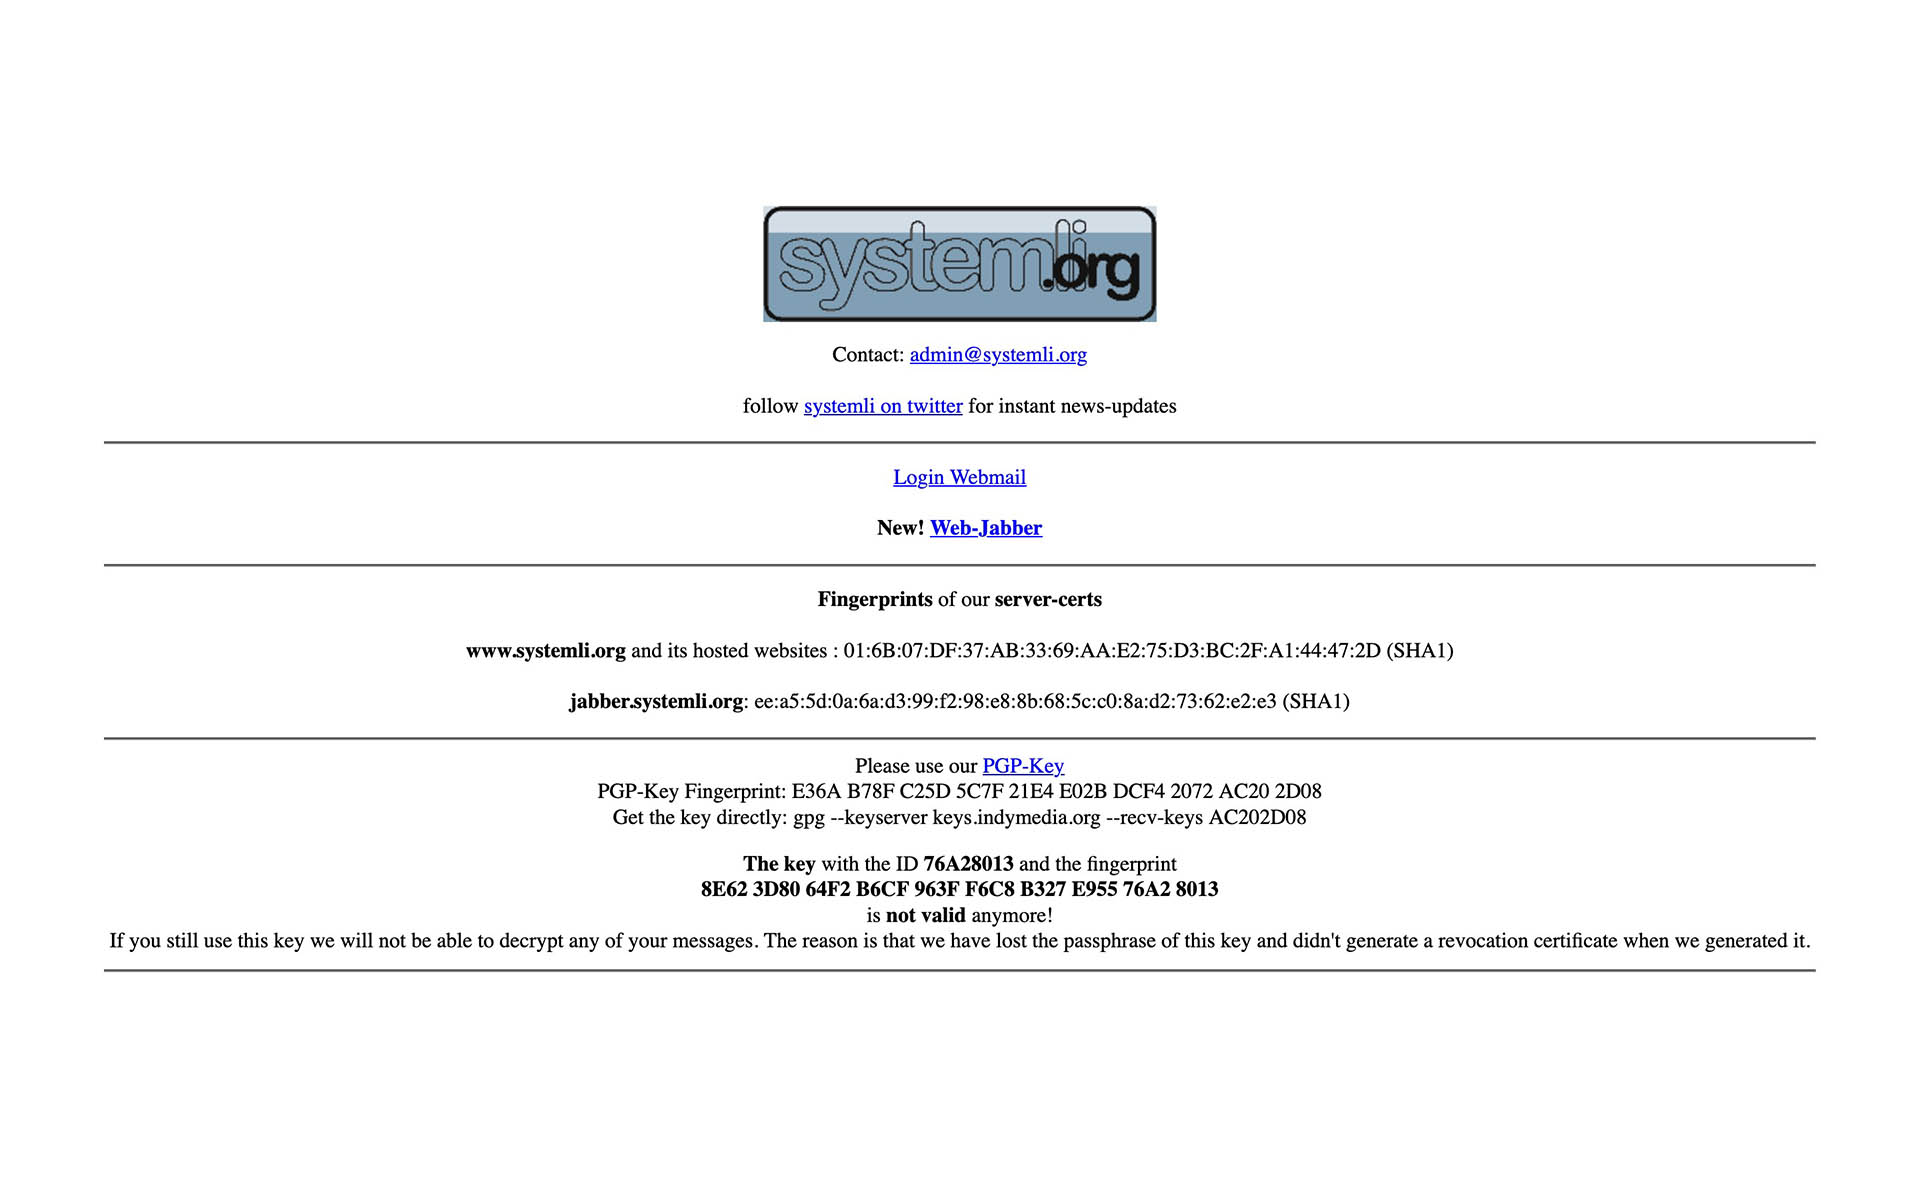 systemli.org
Contact: admin@systemli.org
follow systemli on twitter for instant news-updates
Login Webmail
New! Web-Jabber
Fingerprints of our server-certs
www.systemli.org and its hosted websites : 01:6B:07:DF:37:AB:33:69:AA:E2:75:D3:BC:2F:A1:44:47:2D (SHA1)
jabber.systemli.org: ee:a5:5d:0a:6a:d3:99:f2:98:e8:8b:68:5c:c0:8a:d2:73:62:e2:e3 (SHA1)
Please use our PGP-Key
PGP-Key Fingerprint: E36A B78F C25D 5C7F 21E4 E02B DCF4 2072 AC20 2D08
Get the key directly: gpg --keyserver keys.indymedia.org --recv-keys AC202D08
The key with the ID 76A28013 and the fingerprint
8E62 3D80 64F2 B6CF 963F F6C8 B327 E955 76A2 8013
is not valid anymore!
If you still use this key we will not be able to decrypt any of your messages. The reason is that we have lost the passphrase of this key and didn't generate a revocation certificate when we generated it.